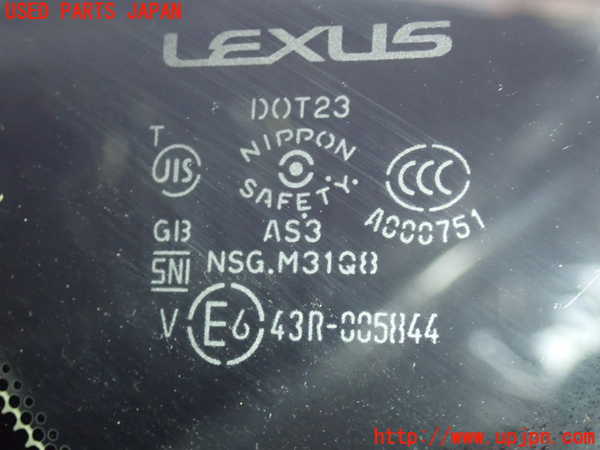 USED PARTS JAPAN
LEXUS
DOT23
T
JIS
NIPPON
SAFETY
CCC
A000751
GB
AS3
SNI
NSG.M31Q8
V E6 43R-005844
http://www.upjpn.com